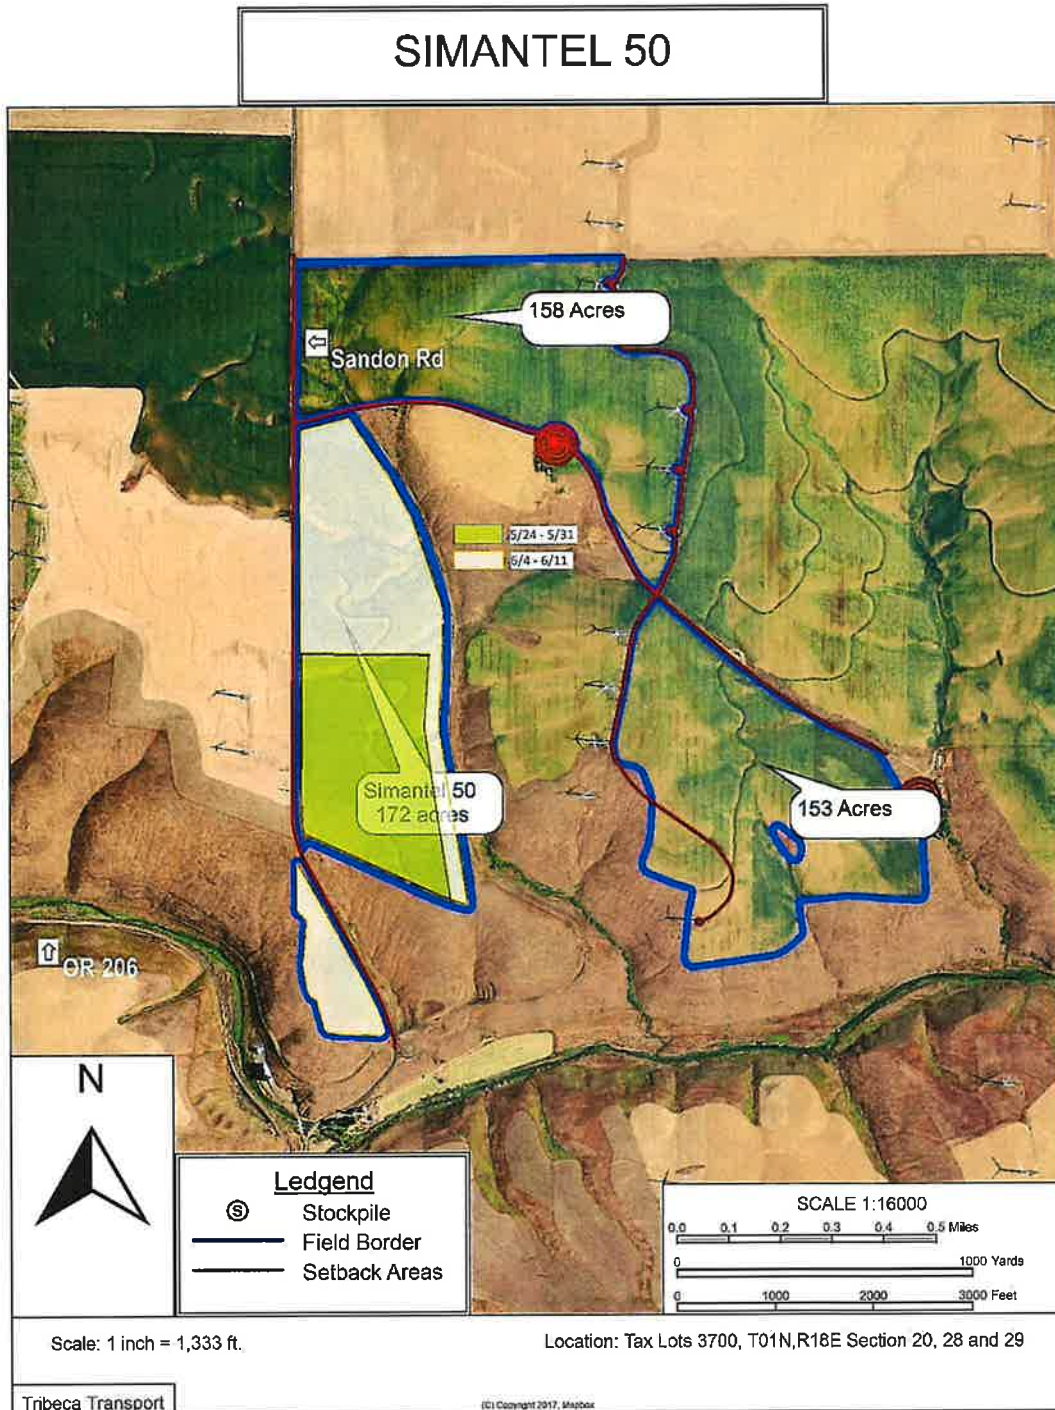 SIMANTEL 50
158 Acres
Sandon Rd
5/24 - 5/31
6/4 - 6/11
Simantel 50
172 acres
153 Acres
OR 206
N
Ledgend
S Stockpile
Field Border
Setback Areas
SCALE 1:16000
0.0 0.1 0.2 0.3 0.4 0.5 Miles
0 1000 Yards
0 1000 2000 3000 Feet
Scale: 1 inch = 1,333 ft.
Location: Tax Lots 3700, T01N,R18E Section 20, 28 and 29
Tribeca Transport
(C) Copyright 2017, Mapbox